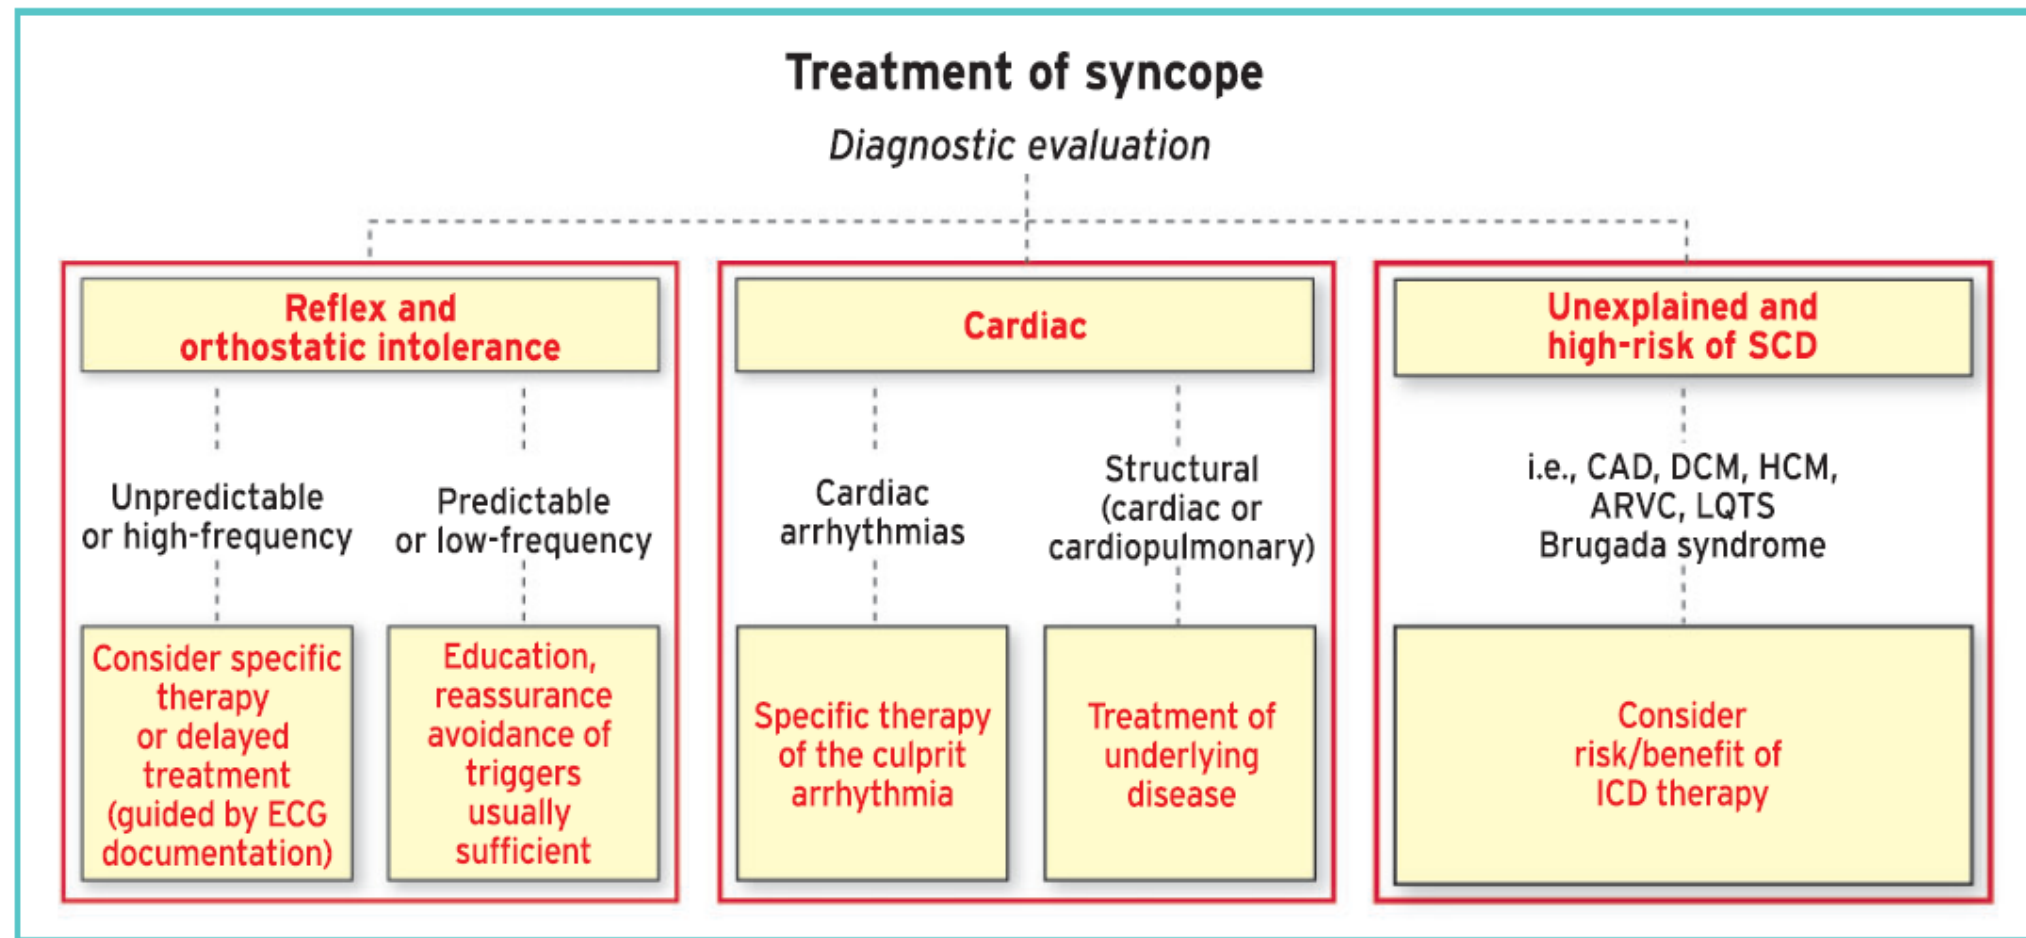 Treatment of syncope
Diagnostic evaluation
Reflex and
orthostatic intolerance
Unpredictable
or high-frequency
Predictable
or low-frequency
Consider specific
therapy
or delayed
treatment
(guided by ECG
documentation)
Education,
reassurance
avoidance of
triggers
usually
sufficient
Cardiac
Cardiac
arrhythmias
Structural
(cardiac or
cardiopulmonary)
Specific therapy
of the culprit
arrhythmia
Treatment of
underlying
disease
Unexplained and
high-risk of SCD
i.e., CAD, DCM, HCM,
ARVC, LQTS
Brugada syndrome
Consider
risk/benefit of
ICD therapy